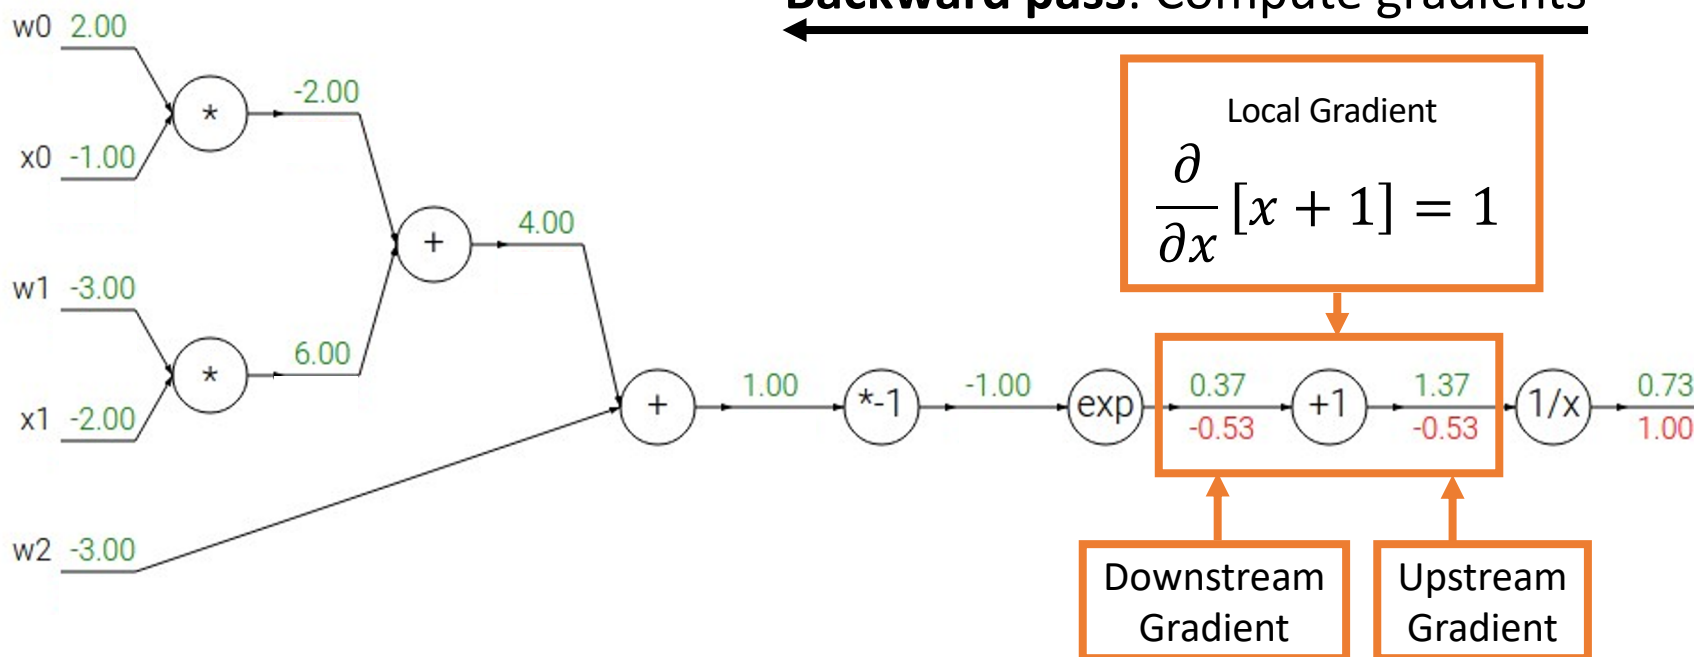 Backward pass: Compute gradients
w0 2.00
x0 -1.00
*
-2.00
w1 -3.00
x1 -2.00
*
6.00
+
4.00
w2 -3.00
+
1.00
*-1
-1.00
exp
0.37
-0.53
+1
1.37
-0.53
1/x
0.73
1.00
Local Gradient
∂/∂x [x + 1] = 1
Downstream
Gradient
Upstream
Gradient